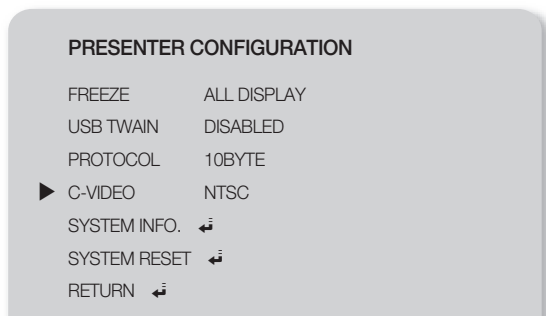 PRESENTER CONFIGURATION
FREEZE ALL DISPLAY
USB TWAIN DISABLED
PROTOCOL 10BYTE
C-VIDEO NTSC
SYSTEM INFO.
SYSTEM RESET
RETURN